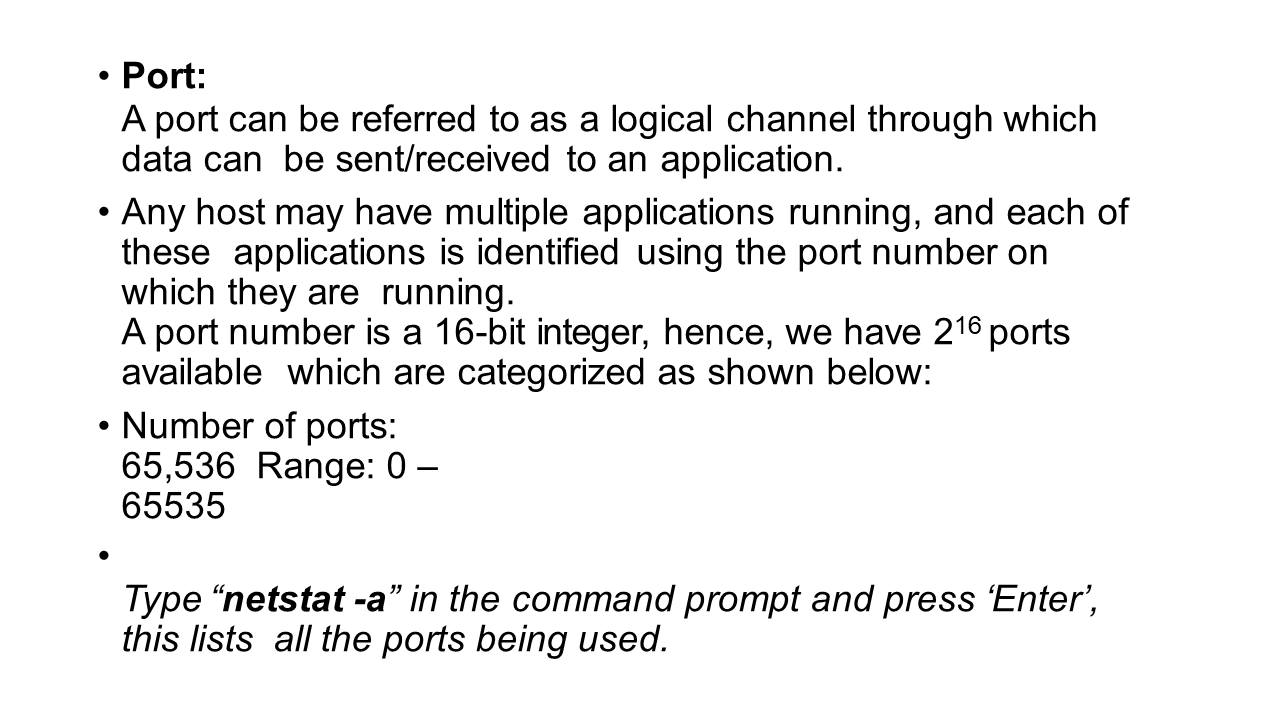 • Port:
A port can be referred to as a logical channel through which
data can  be sent/received to an application.
• Any host may have multiple applications running, and each of
these  applications is identified using the port number on
which they are  running.
A port number is a 16-bit integer, hence, we have 2¹⁶ ports
available  which are categorized as shown below:
• Number of ports:
65,536  Range: 0 –
65535
•
Type “netstat -a” in the command prompt and press ‘Enter’,
this lists  all the ports being used.